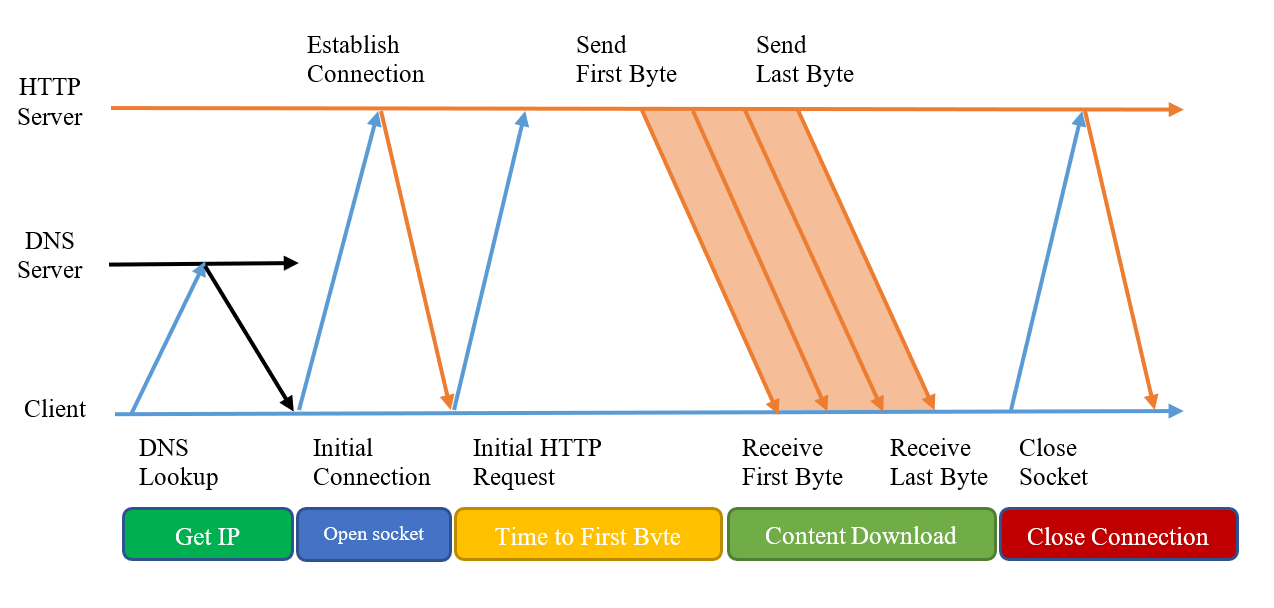 Establish
Connection
Send
First Byte
Send
Last Byte
HTTP
Server
DNS
Server
Client
DNS
Lookup
Initial
Connection
Initial HTTP
Request
Receive
First Byte
Receive
Last Byte
Close
Socket
Get IP
Open socket
Time to First Bvte
Content Download
Close Connection